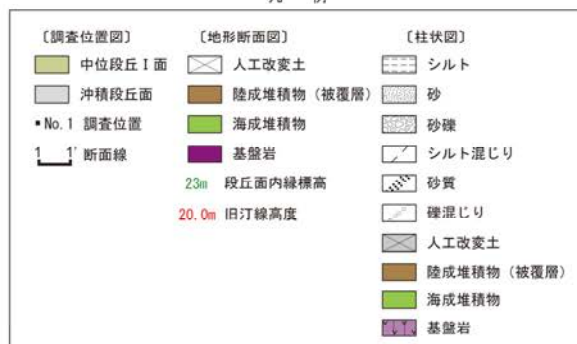 〔調査位置図〕
中位段丘Ⅰ面
沖積段丘面
▪No.1 調査位置
1 1' 断面線
〔地形断面図〕
人工改変土
陸成堆積物（被覆層）
海成堆積物
基盤岩
23m 段丘面内縁標高
20.0m 旧汀線高度
〔柱状図〕
シルト
砂
砂礫
シルト混じり
砂質
礫混じり
人工改変土
陸成堆積物（被覆層）
海成堆積物
基盤岩